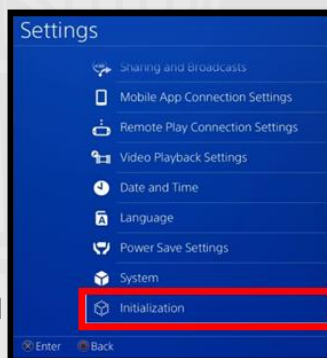 Settings
Sharing and Broadcasts
Mobile App Connection Settings
Remote Play Connection Settings
Video Playback Settings
Date and Time
Language
Power Save Settings
System
Initialization
Enter Back